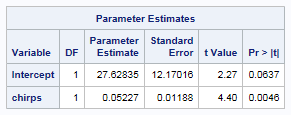 Parameter Estimates
Variable DF Parameter Estimate Standard Error t Value Pr > |t|
Intercept 1 27.62835 12.17016 2.27 0.0637
chirps 1 0.05227 0.01188 4.40 0.0046